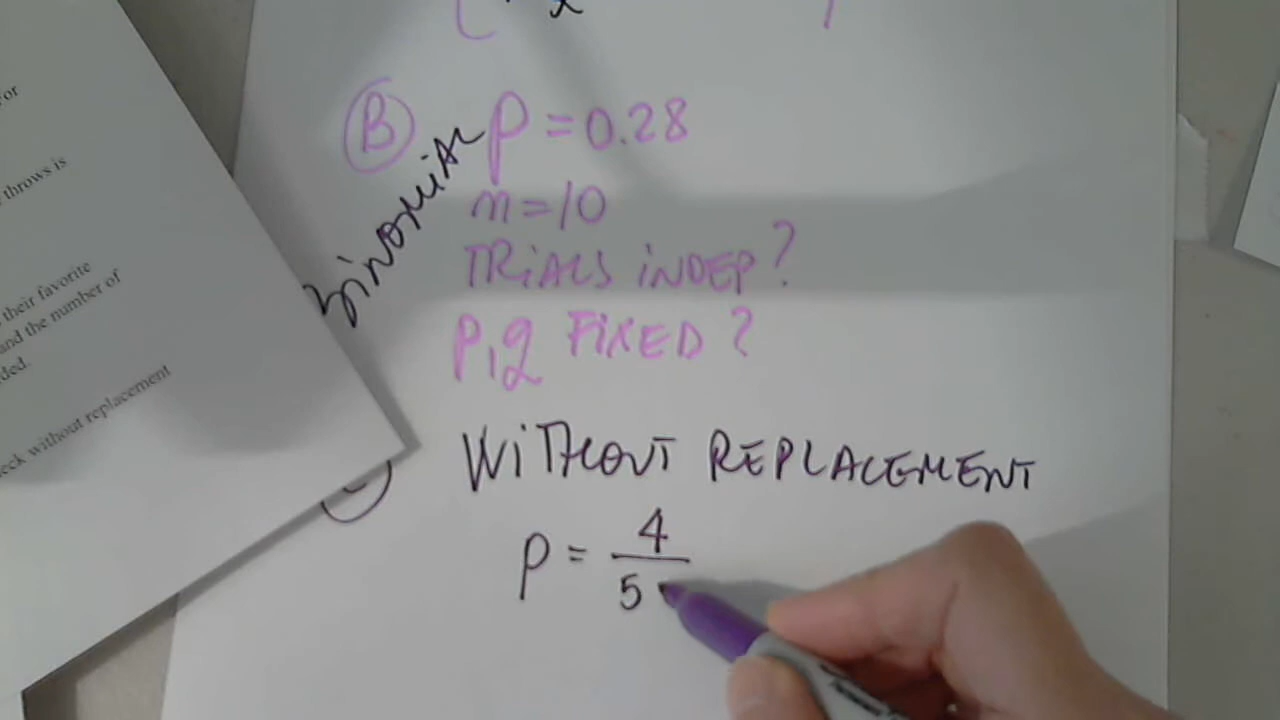 or
throws is
their favorite
and the number of
ded.
eck without replacement
B p = 0.28
Binomial
n = 10
TRiALS iNDEP?
p, q FiXED?
WiTHOUT REPLACEMENT
p = 4
5